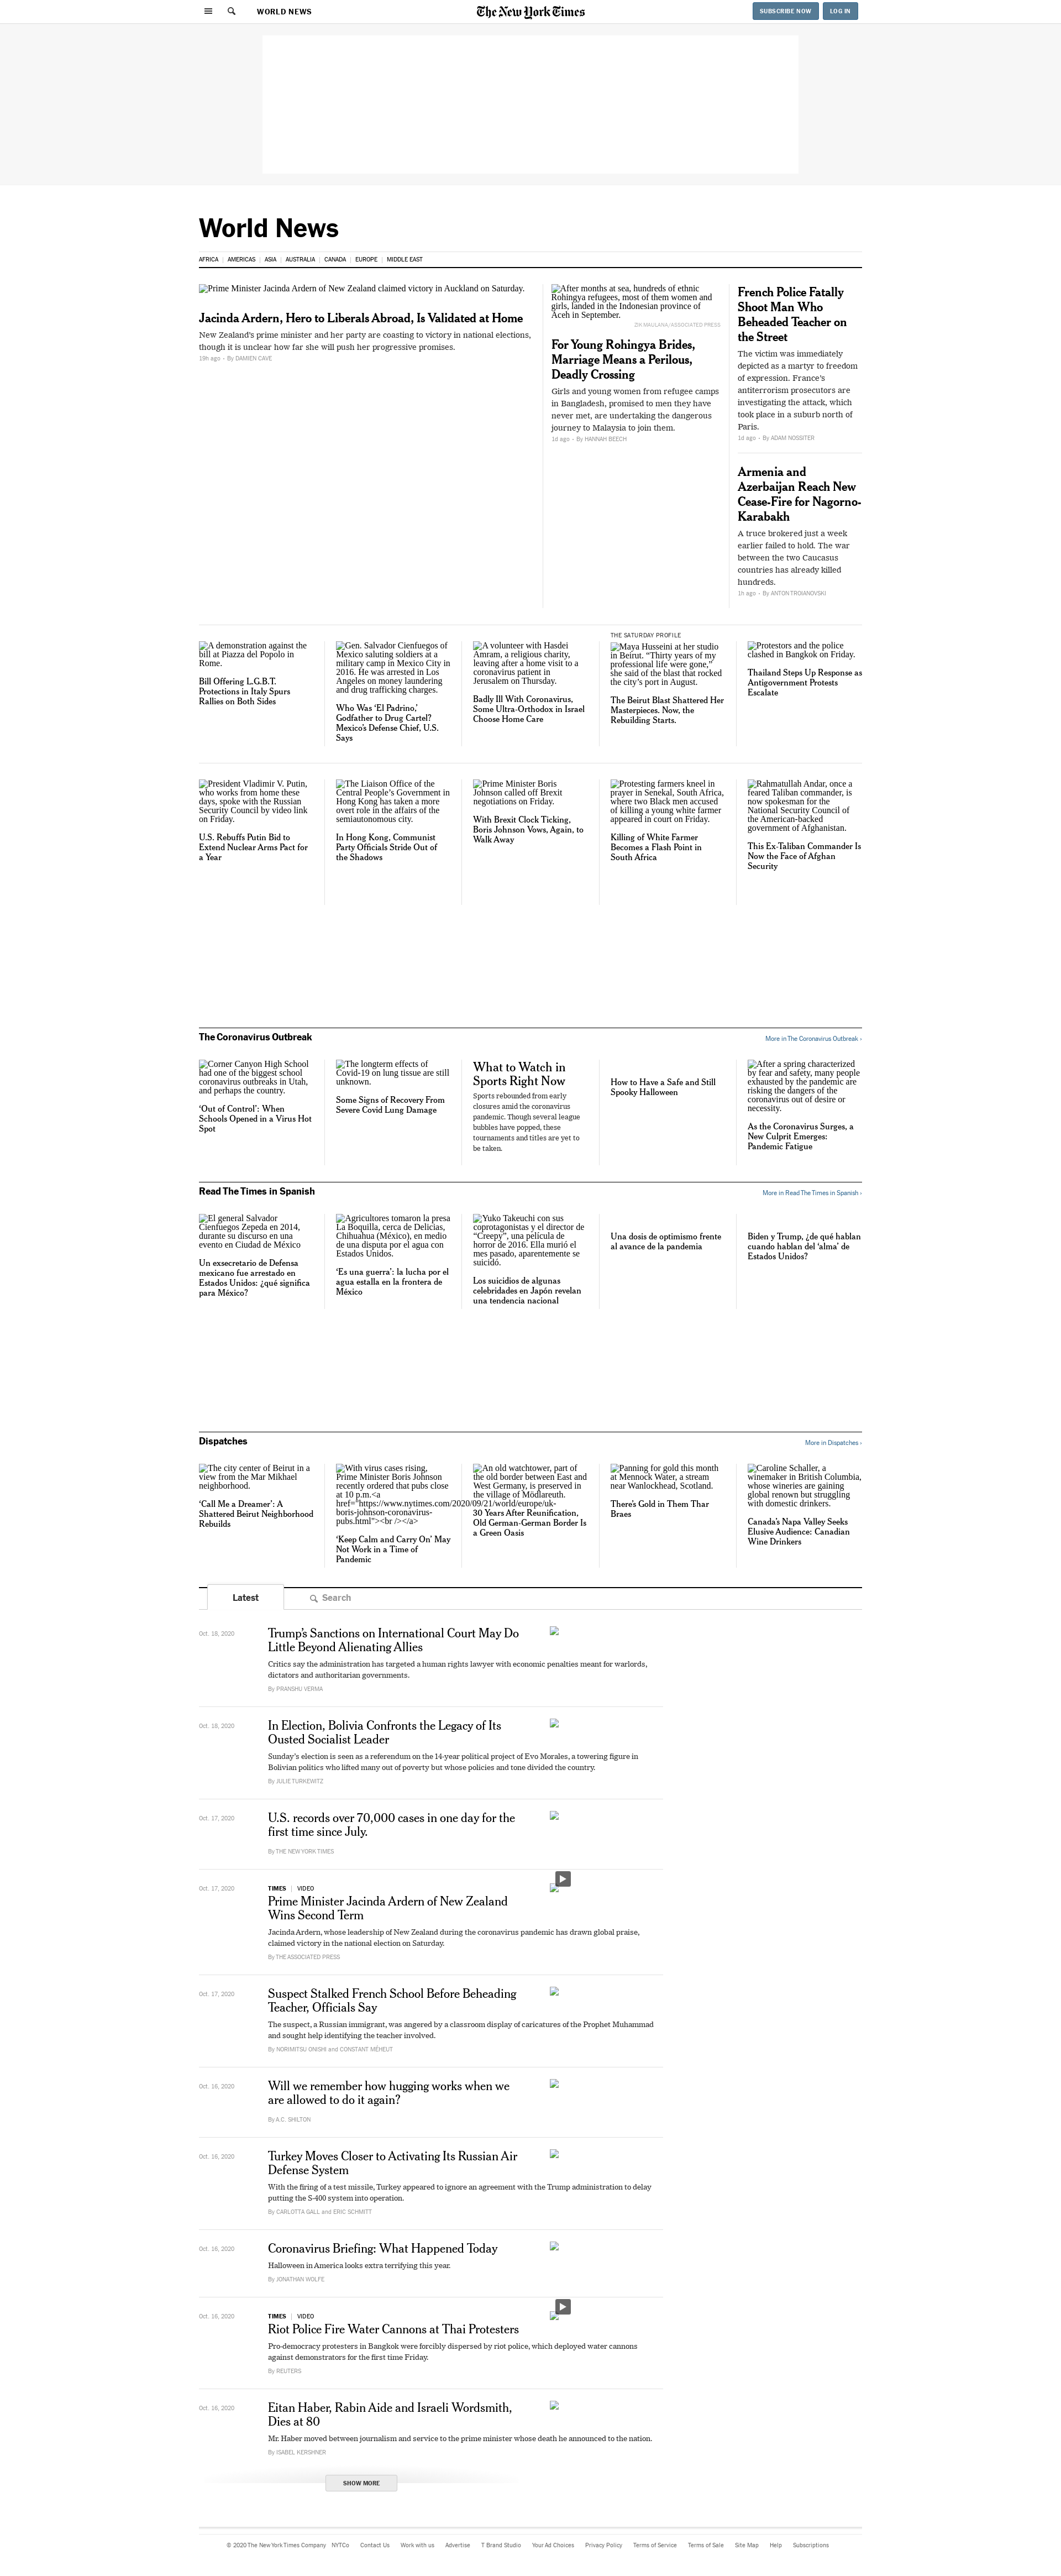 WORLD NEWS
The New York Times
SUBSCRIBE NOW
LOG IN
World News
AFRICA
AMERICAS
ASIA
AUSTRALIA
CANADA
EUROPE
MIDDLE EAST
Prime Minister Jacinda Ardern of New Zealand claimed victory in Auckland on Saturday.
Jacinda Ardern, Hero to Liberals Abroad, Is Validated at Home
New Zealand's prime minister and her party are coasting to victory in national elections,
though it is unclear how far she will push her progressive promises.
19h ago - By DAMIEN CAVE
After months at sea, hundreds of ethnic
Rohingya refugees, most of them women and
girls, landed in the Indonesian province of
Aceh in September.
ZIK MAULANA/ASSOCIATED PRESS
For Young Rohingya Brides,
Marriage Means a Perilous,
Deadly Crossing
Girls and young women from refugee camps
in Bangladesh, promised to men they have
never met, are undertaking the dangerous
journey to Malaysia to join them.
1d ago - By HANNAH BEECH
French Police Fatally
Shoot Man Who
Beheaded Teacher on
the Street
The victim was immediately
depicted as a martyr to freedom
of expression. France's
antiterrorism prosecutors are
investigating the attack, which
took place in a suburb north of
Paris.
1d ago - By ADAM NOSSITER
Armenia and
Azerbaijan Reach New
Cease-Fire for Nagorno-
Karabakh
A truce brokered just a week
earlier failed to hold. The war
between the two Caucasus
countries has already killed
hundreds.
1h ago - By ANTON TROIANOVSKI
A demonstration against the
bill at Piazza del Popolo in
Rome.
Bill Offering L.G.B.T.
Protections in Italy Spurs
Rallies on Both Sides
Gen. Salvador Cienfuegos of
Mexico saluting soldiers at a
military camp in Mexico City in
2016. He was arrested in Los
Angeles on money laundering
and drug trafficking charges.
Who Was ‘El Padrino,’
Godfather to Drug Cartel?
Mexico’s Defense Chief, U.S.
Says
A volunteer with Hasdei
Amram, a religious charity,
leaving after a home visit to a
coronavirus patient in
Jerusalem on Thursday.
Badly Ill With Coronavirus,
Some Ultra-Orthodox in Israel
Choose Home Care
THE SATURDAY PROFILE
Maya Husseini at her studio
in Beirut. “Thirty years of my
professional life were gone,”
she said of the blast that rocked
the city’s port in August.
The Beirut Blast Shattered Her
Masterpieces. Now, the
Rebuilding Starts.
Protestors and the police
clashed in Bangkok on Friday.
Thailand Steps Up Response as
Antigovernment Protests
Escalate
President Vladimir V. Putin,
who works from home these
days, spoke with the Russian
Security Council by video link
on Friday.
U.S. Rebuffs Putin Bid to
Extend Nuclear Arms Pact for
a Year
The Liaison Office of the
Central People’s Government in
Hong Kong has taken a more
overt role in the affairs of the
semiautonomous city.
In Hong Kong, Communist
Party Officials Stride Out of
the Shadows
Prime Minister Boris
Johnson called off Brexit
negotiations on Friday.
With Brexit Clock Ticking,
Boris Johnson Vows, Again, to
Walk Away
Protesting farmers kneel in
prayer in Senekal, South Africa,
where two Black men accused
of killing a young white farmer
appeared in court on Friday.
Killing of White Farmer
Becomes a Flash Point in
South Africa
Rahmatullah Andar, once a
feared Taliban commander, is
now spokesman for the
National Security Council of
the American-backed
government of Afghanistan.
This Ex-Taliban Commander Is
Now the Face of Afghan
Security
The Coronavirus Outbreak
More in The Coronavirus Outbreak ›
Corner Canyon High School
had one of the biggest school
coronavirus outbreaks in Utah,
and perhaps the country.
‘Out of Control’: When
Schools Opened in a Virus Hot
Spot
The longterm effects of
Covid-19 on lung tissue are still
unknown.
Some Signs of Recovery From
Severe Covid Lung Damage
What to Watch in
Sports Right Now
Sports rebounded from early
closures amid the coronavirus
pandemic. Though several league
bubbles have popped, these
tournaments and titles are yet to
be taken.
How to Have a Safe and Still
Spooky Halloween
After a spring characterized
by fear and safety, many people
exhausted by the pandemic are
risking the dangers of the
coronavirus out of desire or
necessity.
As the Coronavirus Surges, a
New Culprit Emerges:
Pandemic Fatigue
Read The Times in Spanish
More in Read The Times in Spanish ›
El general Salvador
Cienfuegos Zepeda en 2014,
durante su discurso en una
evento en Ciudad de México
Un exsecretario de Defensa
mexicano fue arrestado en
Estados Unidos: ¿qué significa
para México?
Agricultores tomaron la presa
La Boquilla, cerca de Delicias,
Chihuahua (México), en medio
de una disputa por el agua con
Estados Unidos.
‘Es una guerra’: la lucha por el
agua estalla en la frontera de
México
Yuko Takeuchi con sus
coprotagonistas y el director de
“Creepy”, una película de
horror de 2016. Ella murió el
mes pasado, aparentemente se
suicidó.
Los suicidios de algunas
celebridades en Japón revelan
una tendencia nacional
Una dosis de optimismo frente
al avance de la pandemia
Biden y Trump, ¿de qué hablan
cuando hablan del ‘alma’ de
Estados Unidos?
Dispatches
More in Dispatches ›
The city center of Beirut in a
view from the Mar Mikhael
neighborhood.
‘Call Me a Dreamer’: A
Shattered Beirut Neighborhood
Rebuilds
With virus cases rising,
Prime Minister Boris Johnson
recently ordered that pubs close
at 10 p.m.<a
href="https://www.nytimes.com/2020/09/21/world/europe/uk-
boris-johnson-coronavirus-
pubs.html"><br /></a>
‘Keep Calm and Carry On’ May
Not Work in a Time of
Pandemic
An old watchtower, part of
the old border between East and
West Germany, is preserved in
the village of Mödlareuth.
30 Years After Reunification,
Old German-German Border Is
a Green Oasis
Panning for gold this month
at Mennock Water, a stream
near Wanlockhead, Scotland.
There’s Gold in Them Thar
Braes
Caroline Schaller, a
winemaker in British Columbia,
whose wineries are gaining
global renown but struggling
with domestic drinkers.
Canada’s Napa Valley Seeks
Elusive Audience: Canadian
Wine Drinkers
Latest
Search
Oct. 18, 2020
Trump’s Sanctions on International Court May Do
Little Beyond Alienating Allies
Critics say the administration has targeted a human rights lawyer with economic penalties meant for warlords,
dictators and authoritarian governments.
By PRANSHU VERMA
Oct. 18, 2020
In Election, Bolivia Confronts the Legacy of Its
Ousted Socialist Leader
Sunday’s election is seen as a referendum on the 14-year political project of Evo Morales, a towering figure in
Bolivian politics who lifted many out of poverty but whose policies and tone divided the country.
By JULIE TURKEWITZ
Oct. 17, 2020
U.S. records over 70,000 cases in one day for the
first time since July.
By THE NEW YORK TIMES
Oct. 17, 2020
TIMES | VIDEO
Prime Minister Jacinda Ardern of New Zealand
Wins Second Term
Jacinda Ardern, whose leadership of New Zealand during the coronavirus pandemic has drawn global praise,
claimed victory in the national election on Saturday.
By THE ASSOCIATED PRESS
Oct. 17, 2020
Suspect Stalked French School Before Beheading
Teacher, Officials Say
The suspect, a Russian immigrant, was angered by a classroom display of caricatures of the Prophet Muhammad
and sought help identifying the teacher involved.
By NORIMITSU ONISHI and CONSTANT MÉHEUT
Oct. 16, 2020
Will we remember how hugging works when we
are allowed to do it again?
By A.C. SHILTON
Oct. 16, 2020
Turkey Moves Closer to Activating Its Russian Air
Defense System
With the firing of a test missile, Turkey appeared to ignore an agreement with the Trump administration to delay
putting the S-400 system into operation.
By CARLOTTA GALL and ERIC SCHMITT
Oct. 16, 2020
Coronavirus Briefing: What Happened Today
Halloween in America looks extra terrifying this year.
By JONATHAN WOLFE
Oct. 16, 2020
TIMES | VIDEO
Riot Police Fire Water Cannons at Thai Protesters
Pro-democracy protesters in Bangkok were forcibly dispersed by riot police, which deployed water cannons
against demonstrators for the first time Friday.
By REUTERS
Oct. 16, 2020
Eitan Haber, Rabin Aide and Israeli Wordsmith,
Dies at 80
Mr. Haber moved between journalism and service to the prime minister whose death he announced to the nation.
By ISABEL KERSHNER
SHOW MORE
© 2020 The New York Times Company NYTCo Contact Us Work with us Advertise T Brand Studio Your Ad Choices Privacy Policy Terms of Service Terms of Sale Site Map Help Subscriptions